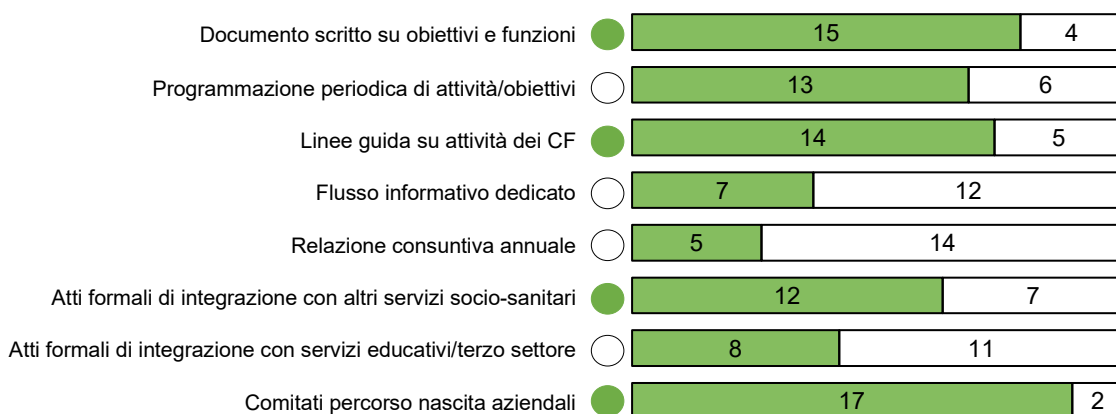 Documento scritto su obiettivi e funzioni 15 4
Programmazione periodica di attività/obiettivi 13 6
Linee guida su attività dei CF 14 5
Flusso informativo dedicato 7 12
Relazione consuntiva annuale 5 14
Atti formali di integrazione con altri servizi socio-sanitari 12 7
Atti formali di integrazione con servizi educativi/terzo settore 8 11
Comitati percorso nascita aziendali 17 2